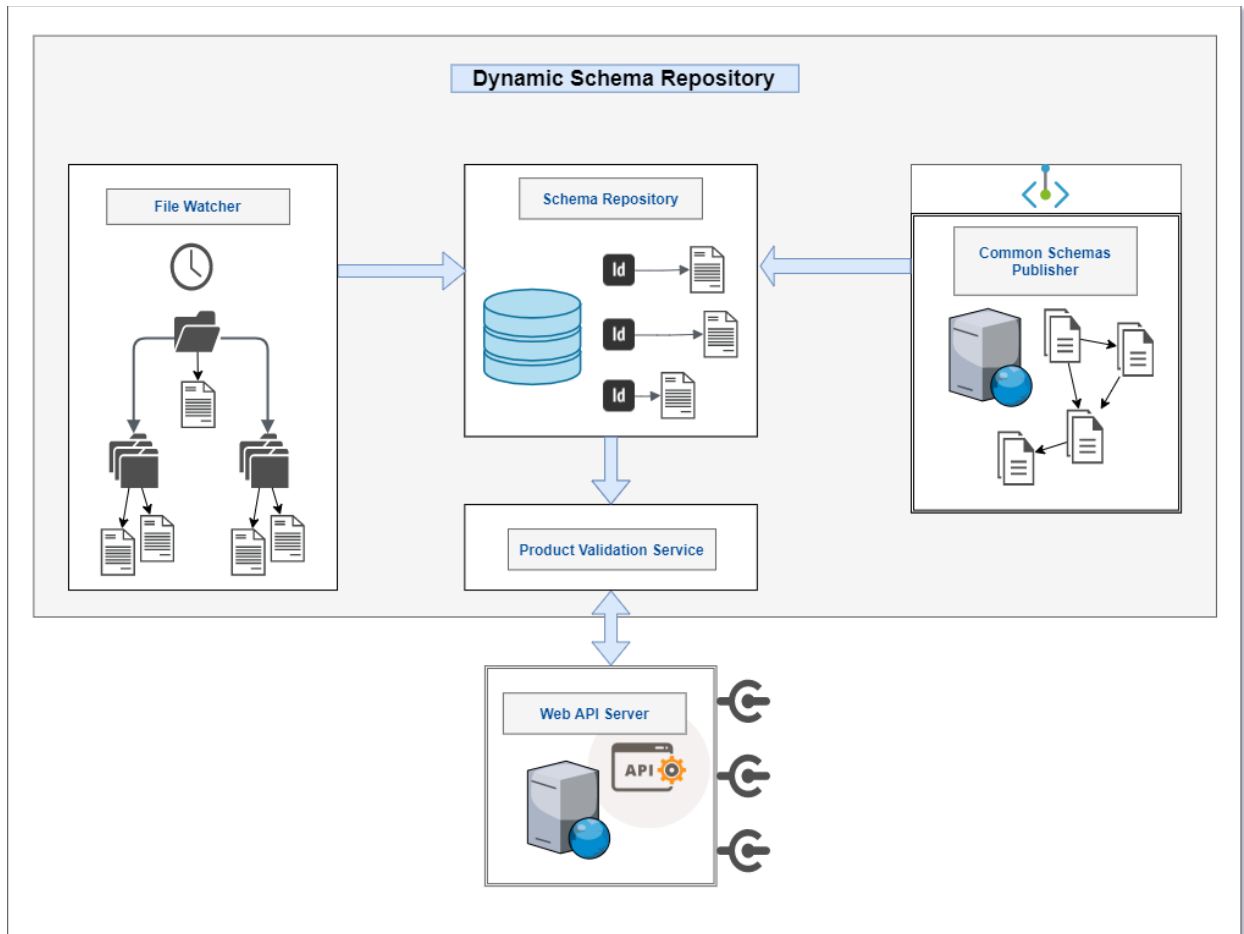 Dynamic Schema Repository
File Watcher
Schema Repository
Id
Id
Id
Common Schemas
Publisher
Product Validation Service
Web API Server
API